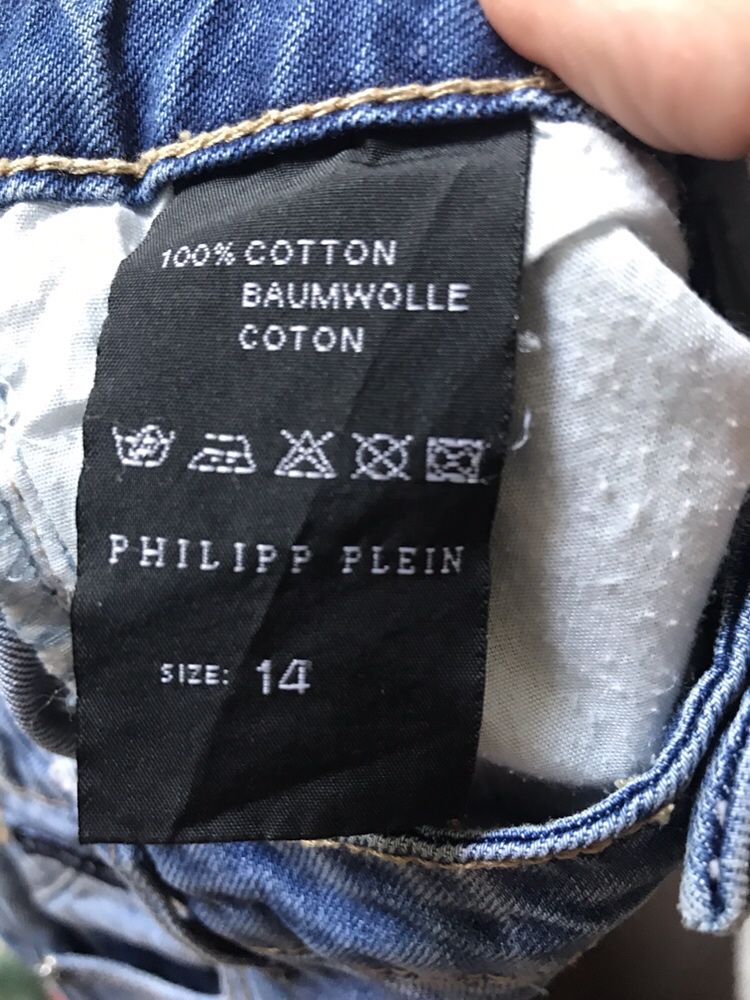 100% COTTON
BAUMWOLLE
COTON
PHILIPP PLEIN
SIZE: 14